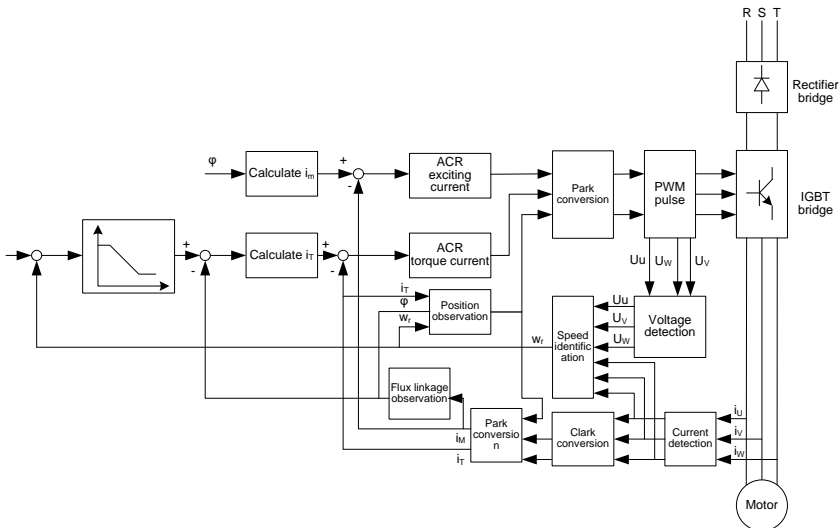 R S T
Rectifier
bridge
φ
Calculate im
+
-
ACR
exciting
current
Park
conversion
PWM
pulse
IGBT
bridge
+
-
Calculate iT
+
-
ACR
torque current
Uu
UW
UV
iT
φ
wr
Position
observation
wr
Speed
identific
ation
Uu
UV
UW
Voltage
detection
Flux linkage
observation
iM
iT
Park
conversio
n
Clark
conversion
Current
detection
iU
iV
iW
Motor